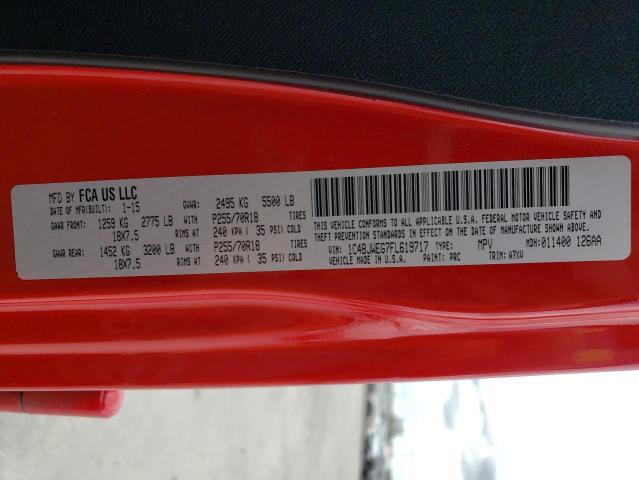 MFD BY FCA US LLC
DATE OF MFR(BUILT): 1-15 GVWR: 2495 KG 5500 LB
GAWR FRONT: 1259 KG 2775 LB WITH P255/70R18 TIRES
18X7.5 RIMS AT 240 KPA ( 35 PSI) COLD
GAWR REAR: 1452 KG 3200 LB WITH P255/70R18 TIRES
18X7.5 RIMS AT 240 KPA ( 35 PSI) COLD
THIS VEHICLE CONFORMS TO ALL APPLICABLE U.S.A. FEDERAL MOTOR VEHICLE SAFETY AND
THEFT PREVENTION STANDARDS IN EFFECT ON THE DATE OF MANUFACTURE SHOWN ABOVE.
VIN: 1C4BJWEG7FL619717 TYPE: MPV MDH:011400 126AA
VEHICLE MADE IN U.S.A. PAINT: PRC TRIM: A7XV